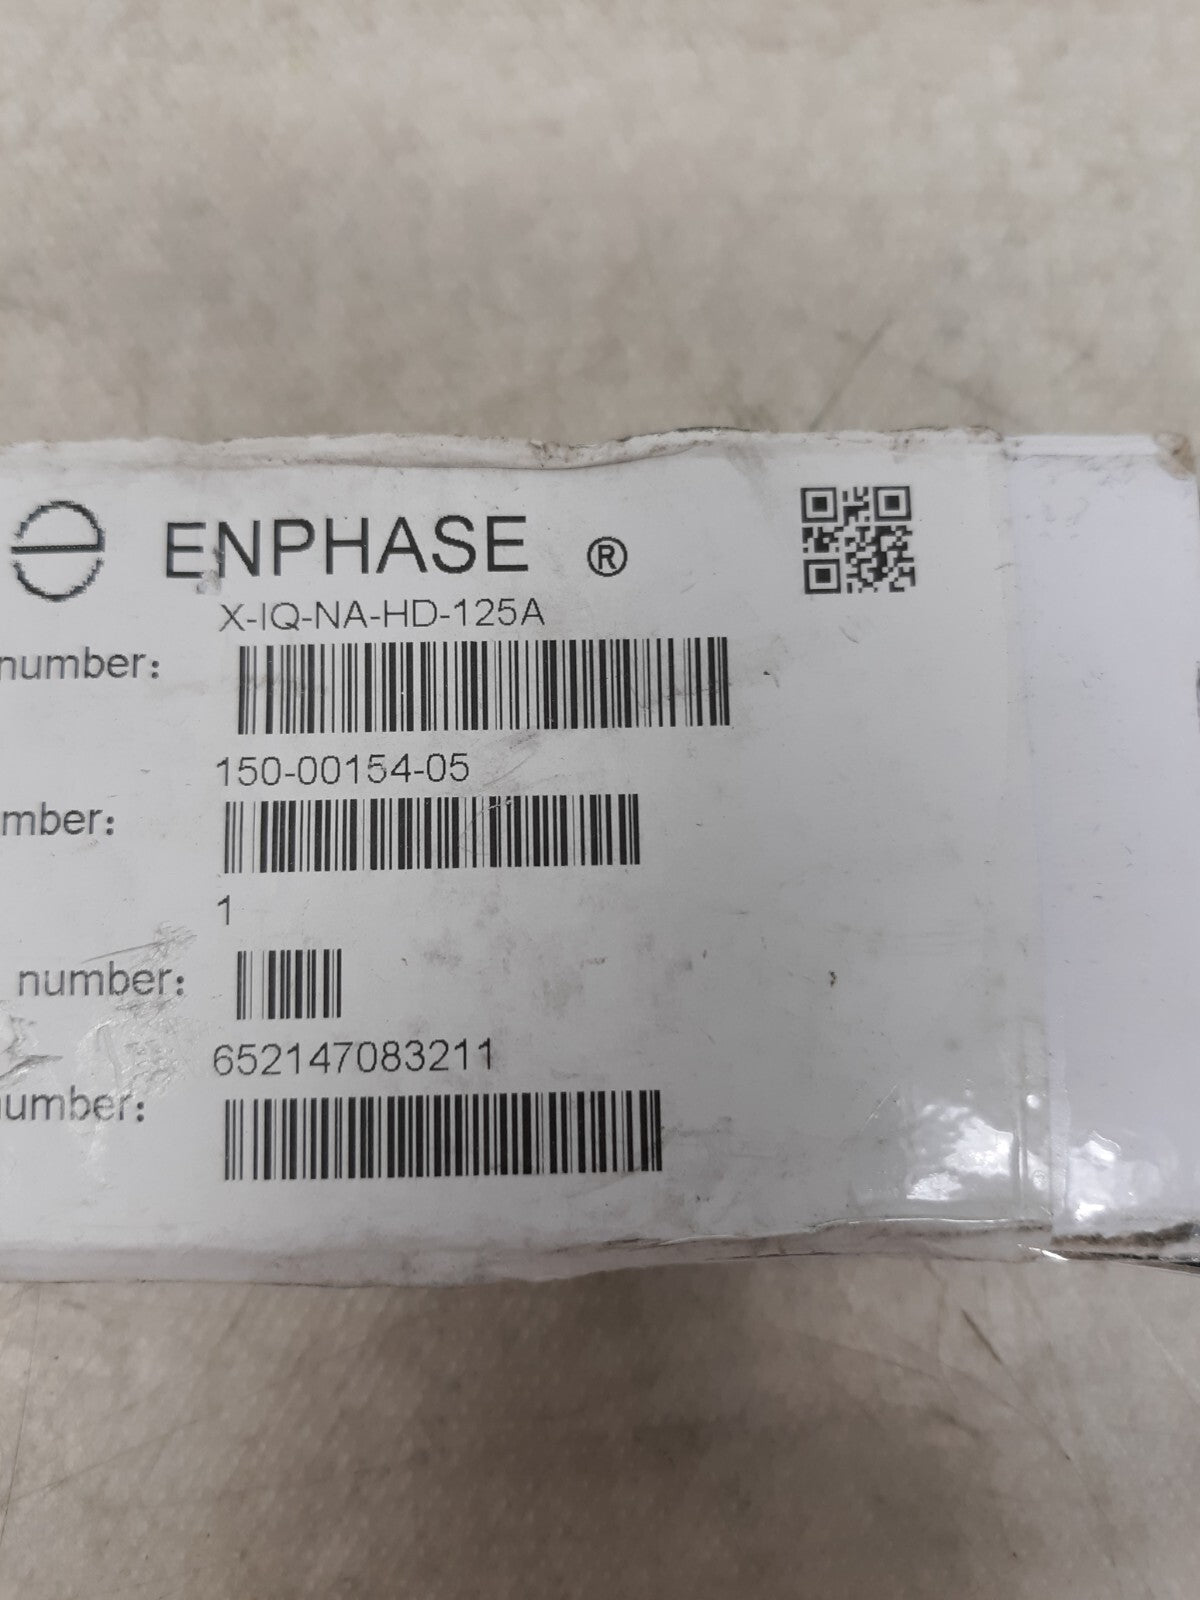 ENPHASE ®
X-IQ-NA-HD-125A
number:
150-00154-05
mber:
1
number:
652147083211
number: